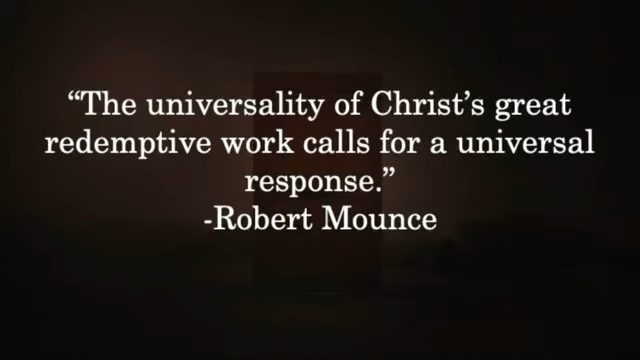 “The universality of Christ’s great
redemptive work calls for a universal
response.”
-Robert Mounce